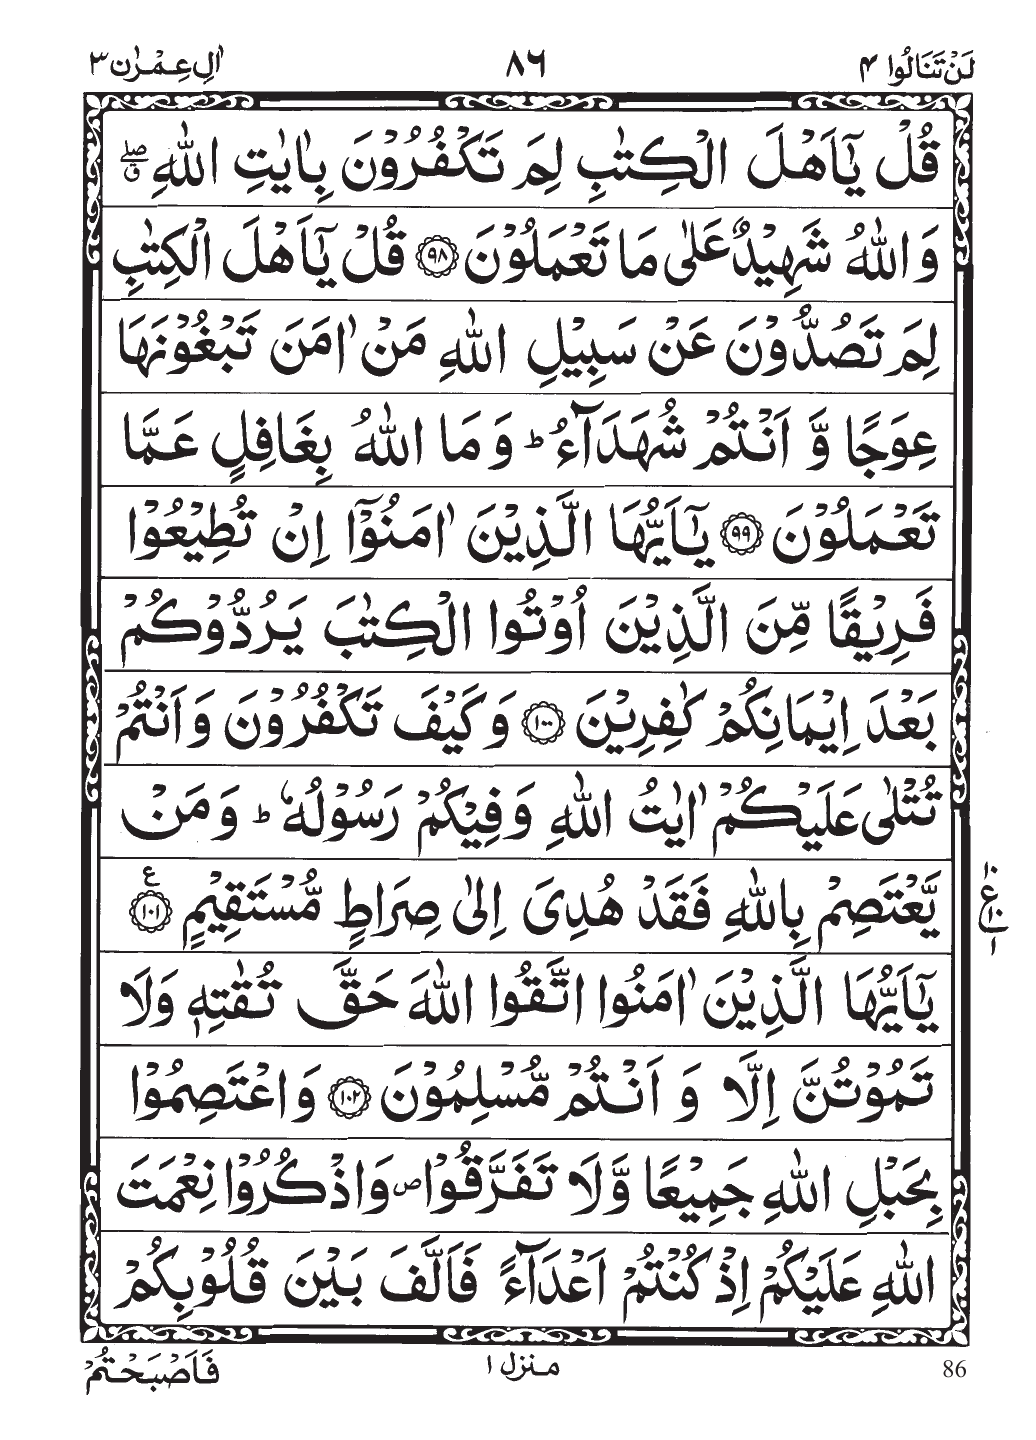 لَنْ تَنَالُوا ۴ ۸۶ اٰلِ عِمْرٰن ۳
قُلْ يٰۤاَهْلَ الْكِتٰبِ لِمَ تَكْفُرُوْنَ بِاٰيٰتِ اللّٰهِ ۖق
وَاللّٰهُ شَهِيْدٌ عَلٰى مَا تَعْمَلُوْنَ ۹۸ قُلْ يٰۤاَهْلَ الْكِتٰبِ
لِمَ تَصُدُّوْنَ عَنْ سَبِيْلِ اللّٰهِ مَنْ اٰمَنَ تَبْغُوْنَهَا
عِوَجًا وَّ اَنْتُمْ شُهَدَآءُ ؕ وَ مَا اللّٰهُ بِغَافِلٍ عَمَّا
تَعْمَلُوْنَ ۹۹ يٰۤاَيُّهَا الَّذِيْنَ اٰمَنُوْۤا اِنْ تُطِيْعُوْا
فَرِيْقًا مِّنَ الَّذِيْنَ اُوْتُوا الْكِتٰبَ يَرُدُّوْكُمْ
بَعْدَ اِيْمَانِكُمْ كٰفِرِيْنَ ۱۰۰ وَكَيْفَ تَكْفُرُوْنَ وَاَنْتُمْ
تُتْلٰى عَلَيْكُمْ اٰيٰتُ اللّٰهِ وَفِيْكُمْ رَسُوْلُهٗ ؕ وَ مَنْ
يَّعْتَصِمْ بِاللّٰهِ فَقَدْ هُدِىَ اِلٰى صِرَاطٍ مُّسْتَقِيْمٍ ۱۰۱ ع
۱۰
ع ۱۰
۱
يٰۤاَيُّهَا الَّذِيْنَ اٰمَنُوا اتَّقُوا اللّٰهَ حَقَّ تُقٰتِهٖ وَلَا
تَمُوْتُنَّ اِلَّا وَ اَنْتُمْ مُّسْلِمُوْنَ ۱۰۲ وَاعْتَصِمُوْا
بِحَبْلِ اللّٰهِ جَمِيْعًا وَّلَا تَفَرَّقُوْا ص وَاذْكُرُوْا نِعْمَتَ
اللّٰهِ عَلَيْكُمْ اِذْ كُنْتُمْ اَعْدَآءً فَاَلَّفَ بَيْنَ قُلُوْبِكُمْ
86 منزل ۱ فَاَصْبَحْتُمْ